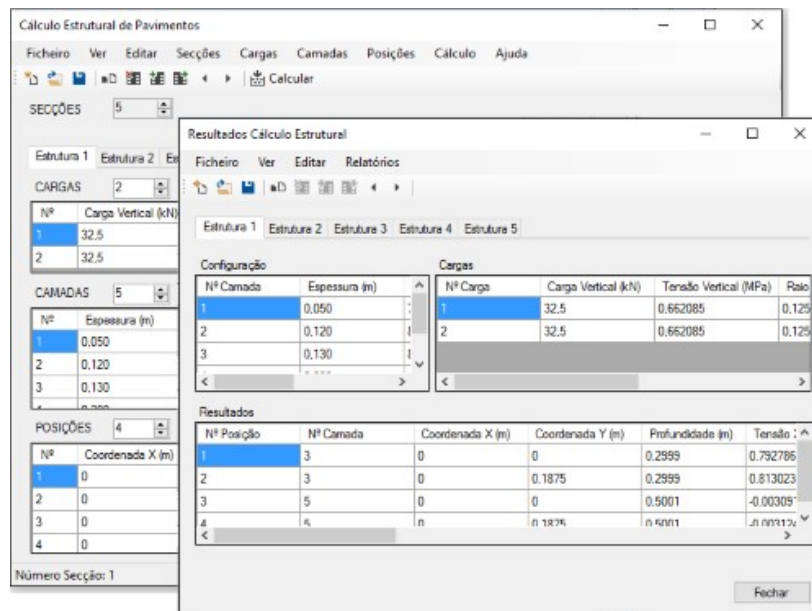 Cálculo Estrutural de Pavimentos
Ficheiro Ver Editar Secções Cargas Camadas Posições Cálculo Ajuda
Calcular
SECÇÕES 5
Estrutura 1 Estrutura 2
CARGAS 2
Nº Carga Vertical (kN)
1 32.5
2 32.5
CAMADAS 5
Nº Espessura (m)
1 0,050
2 0,120
3 0,130
POSIÇÕES 4
Nº Coordenada X (m)
1 0
2 0
3 0
4 0
Número Secção: 1
Resultados Cálculo Estrutural
Ficheiro Ver Editar Relatórios
Estrutura 1 Estrutura 2 Estrutura 3 Estrutura 4 Estrutura 5
Configuração
Nº Camada Espessura (m)
1 0,050
2 0,120
3 0,130
Cargas
Nº Carga Carga Vertical (kN) Tensão Vertical (MPa) Raio
1 32.5 0.662085 0.125
2 32.5 0.662085 0.125
Resultados
Nº Posição Nº Camada Coordenada X (m) Coordenada Y (m) Profundidade (m) Tensão
1 3 0 0 0.2999 0.792786
2 3 0 0.1875 0.2999 0.813023
3 5 0 0 0.5001 -0.00309
4 5 0 0.1875 0.5001 -0.00312
Fechar